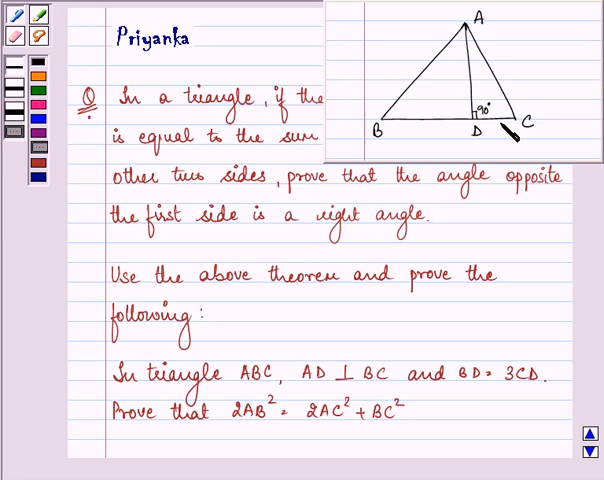 Priyanka
A
90°
B
D
C
Q In a triangle, if the
is equal to the sum
other two sides, prove that the angle opposite
the first side is a right angle.
Use the above theorem and prove the
following:
In triangle ABC, AD ⊥ BC and BD = 3CD.
Prove that 2AB² = 2AC² + BC²